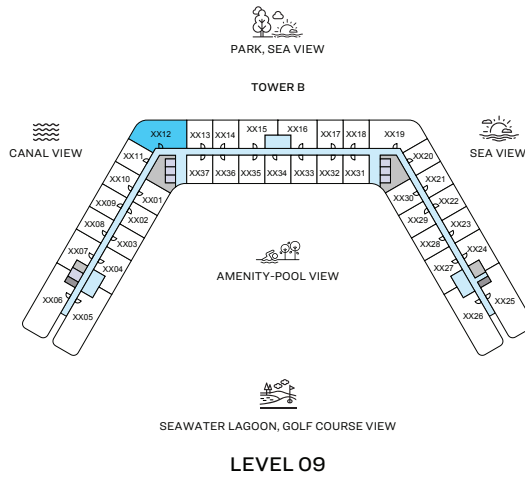 PARK, SEA VIEW
TOWER B
XX12
XX13
XX14
XX15
XX16
XX17
XX18
XX19
CANAL VIEW
SEA VIEW
XX11
XX20
XX37
XX36
XX35
XX34
XX33
XX32
XX31
XX10
XX21
XX01
XX30
XX09
XX22
XX02
XX29
XX08
XX23
XX03
XX28
XX07
XX24
XX04
XX27
AMENITY-POOL VIEW
XX06
XX25
XX05
XX26
SEAWATER LAGOON, GOLF COURSE VIEW
LEVEL 09